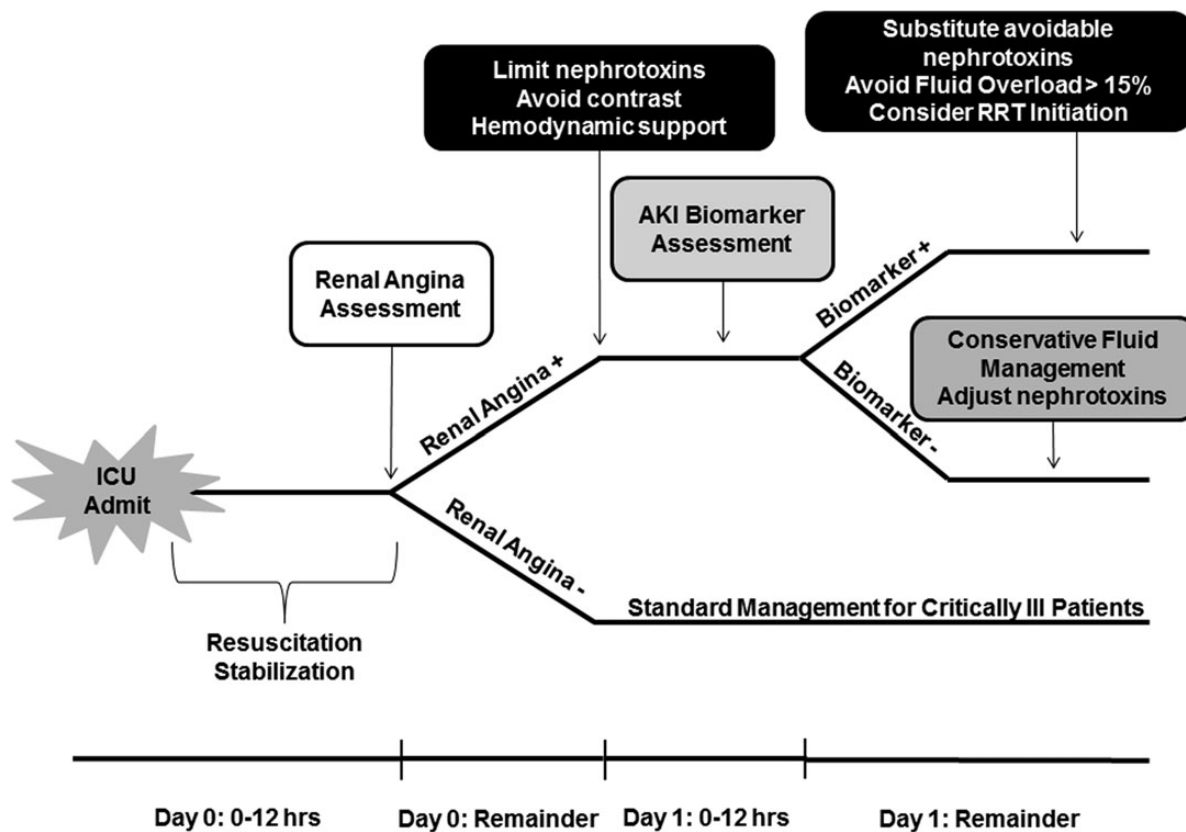 Substitute avoidable
nephrotoxins
Avoid Fluid Overload > 15%
Consider RRT Initiation
Limit nephrotoxins
Avoid contrast
Hemodynamic support
AKI Biomarker
Assessment
Renal Angina
Assessment
Biomarker +
Conservative Fluid
Management
Adjust nephrotoxins
Renal Angina +
Biomarker -
ICU
Admit
Renal Angina -
Standard Management for Critically Ill Patients
Resuscitation
Stabilization
Day 0: 0-12 hrs
Day 0: Remainder
Day 1: 0-12 hrs
Day 1: Remainder